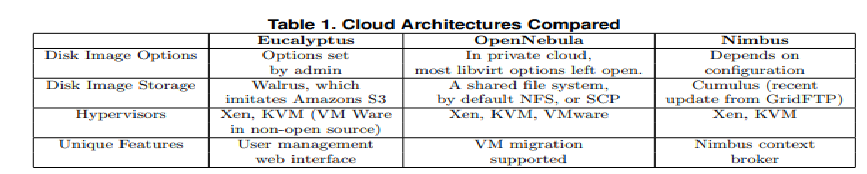 Table 1. Cloud Architectures Compared
Eucalyptus OpenNebula Nimbus
Disk Image Options Options set In private cloud, Depends on
by admin most libvirt options left open. configuration
Disk Image Storage Walrus, which A shared file system, Cumulus (recent
imitates Amazons S3 by default NFS, or SCP update from GridFTP)
Hypervisors Xen, KVM (VM Ware Xen, KVM, VMware Xen, KVM
in non-open source)
Unique Features User management VM migration Nimbus context
web interface supported broker